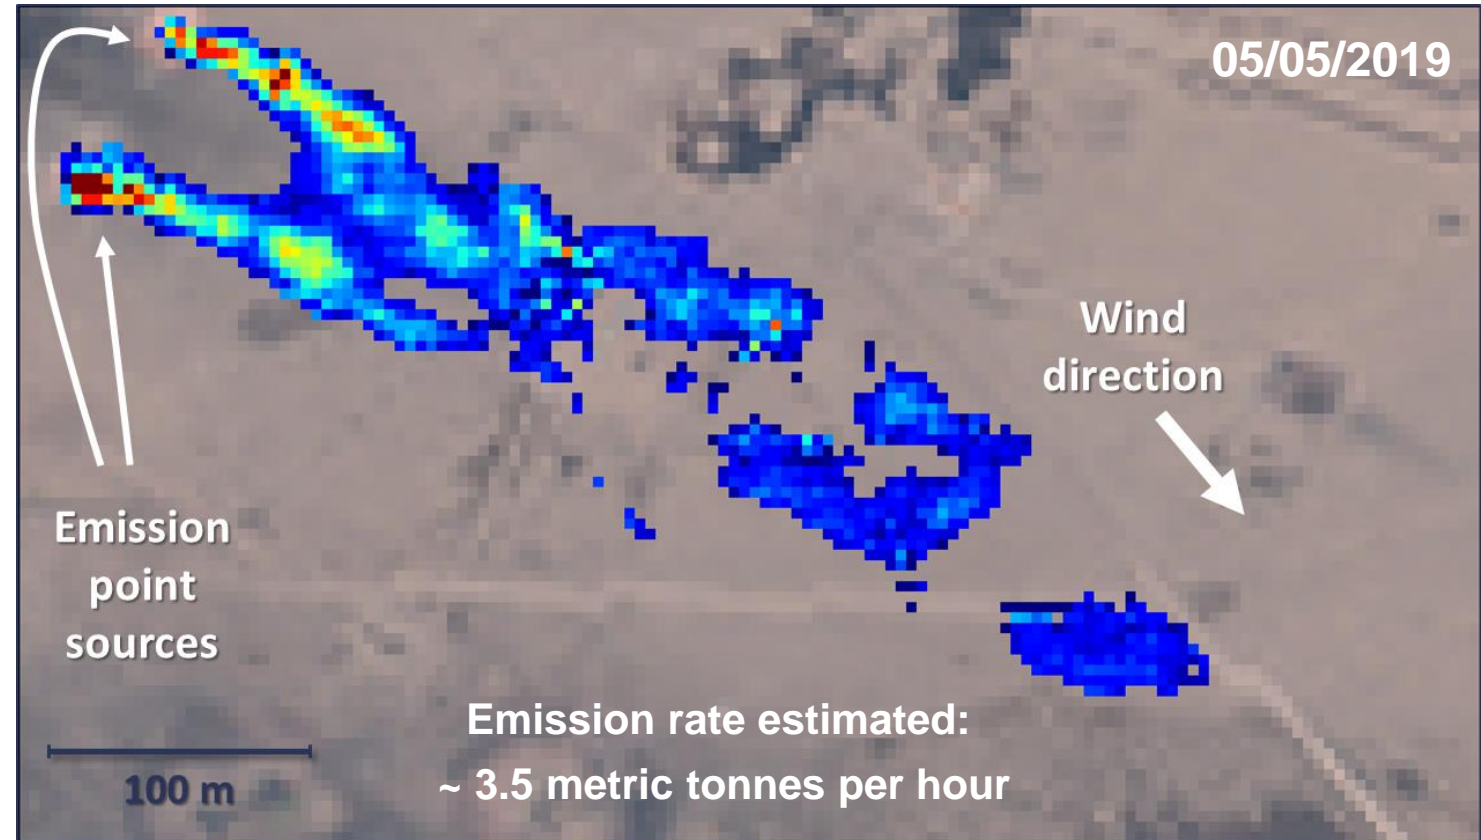 05/05/2019
Wind
direction
Emission
point
sources
Emission rate estimated:
~ 3.5 metric tonnes per hour
100 m